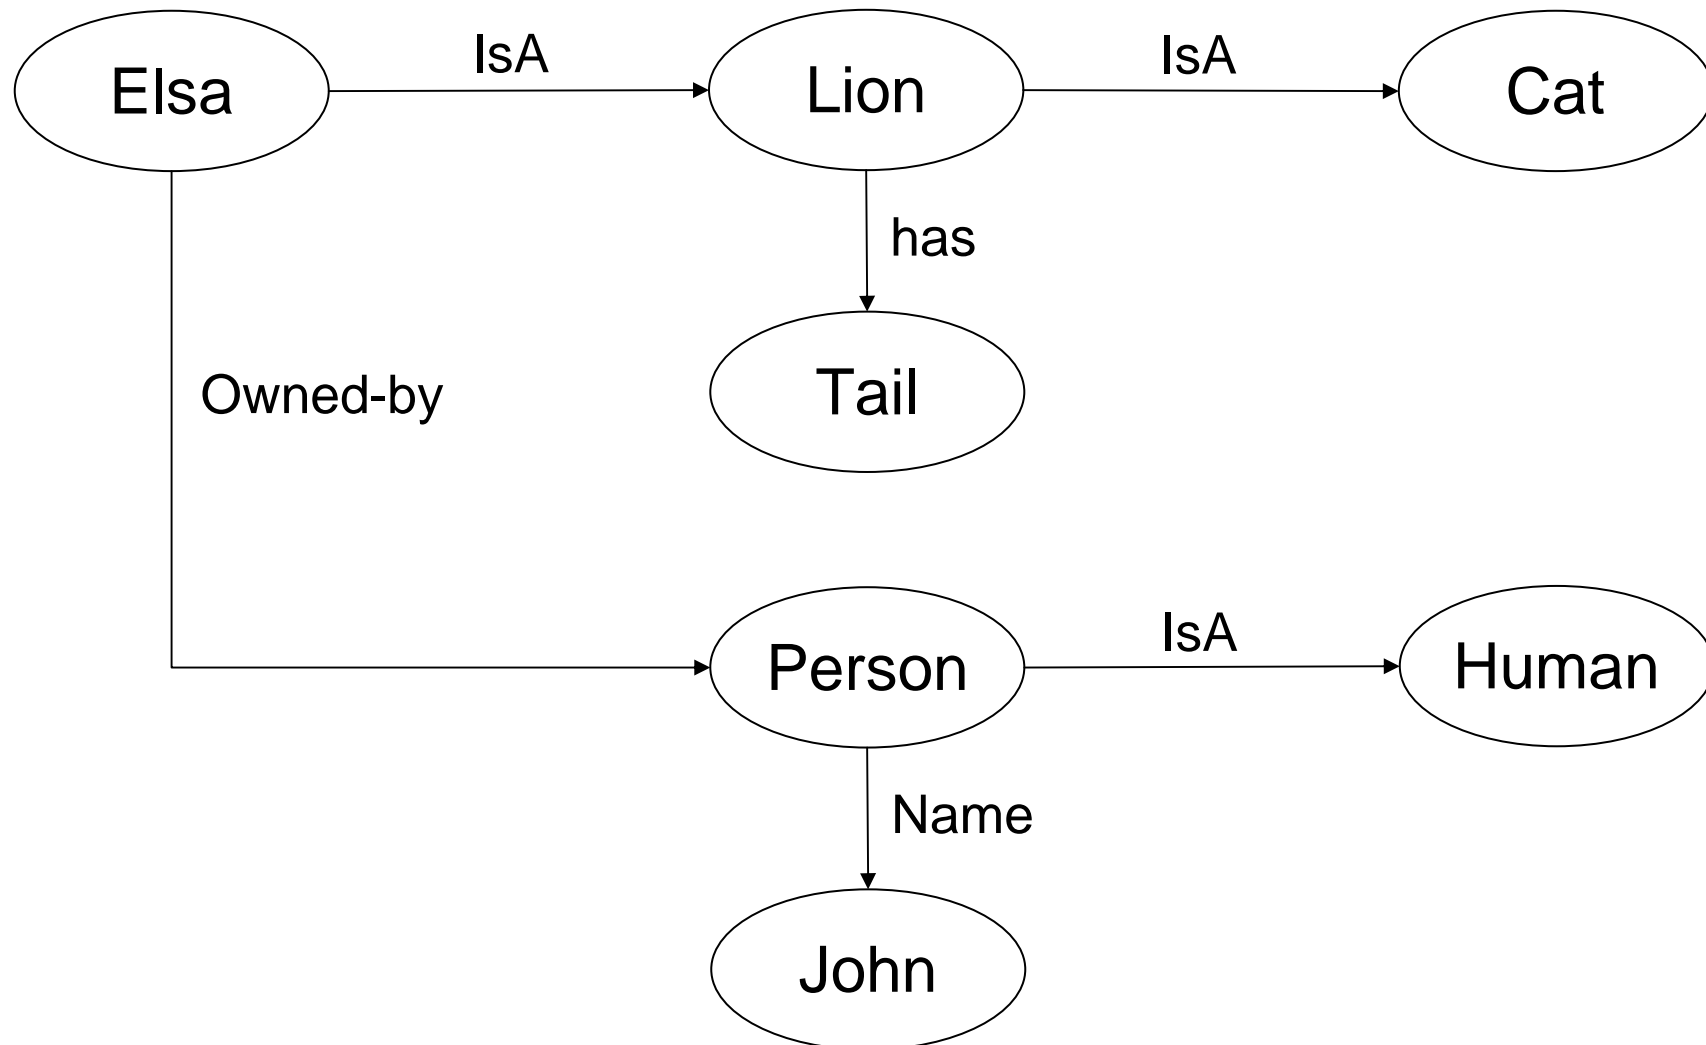 Elsa
IsA
Lion
IsA
Cat
has
Owned-by
Tail
Person
IsA
Human
Name
John